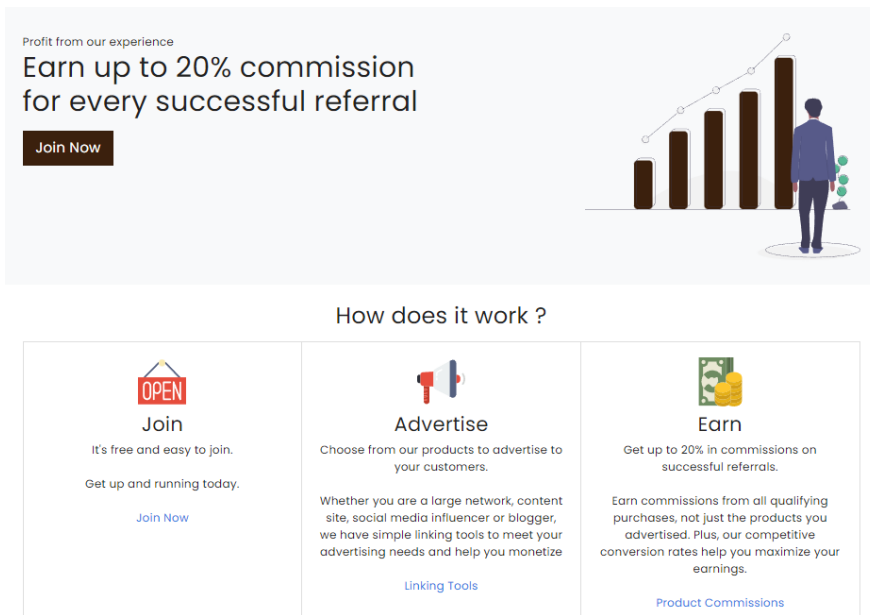 Profit from our experience
Earn up to 20% commission
for every successful referral
Join Now
How does it work ?
OPEN
Join
It's free and easy to join.
Get up and running today.
Join Now
Advertise
Choose from our products to advertise to
your customers.
Whether you are a large network, content
site, social media influencer or blogger,
we have simple linking tools to meet your
advertising needs and help you monetize
Linking Tools
Earn
Get up to 20% in commissions on
successful referrals.
Earn commissions from all qualifying
purchases, not just the products you
advertised. Plus, our competitive
conversion rates help you maximize your
earnings.
Product Commissions